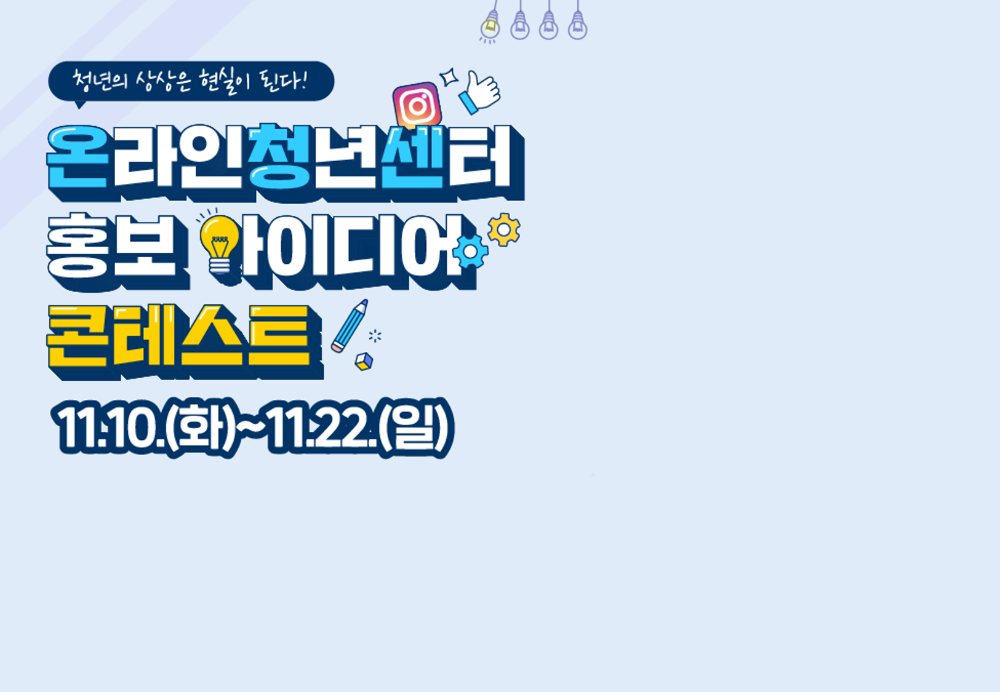 청년의 상상은 현실이 된다!
온라인청년센터
홍보 아이디어
콘테스트
11.10.(화)~11.22.(일)